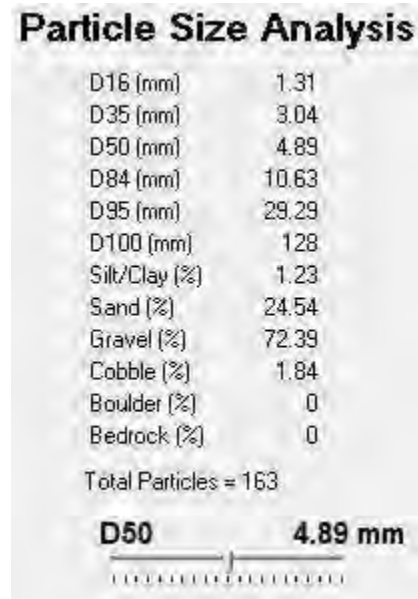 Particle Size Analysis
D16 (mm) 1.31
D35 (mm) 3.04
D50 (mm) 4.89
D84 (mm) 10.63
D95 (mm) 29.29
D100 (mm) 128
Silt/Clay (%) 1.23
Sand (%) 24.54
Gravel (%) 72.39
Cobble (%) 1.84
Boulder (%) 0
Bedrock (%) 0
Total Particles = 163
D50 4.89 mm